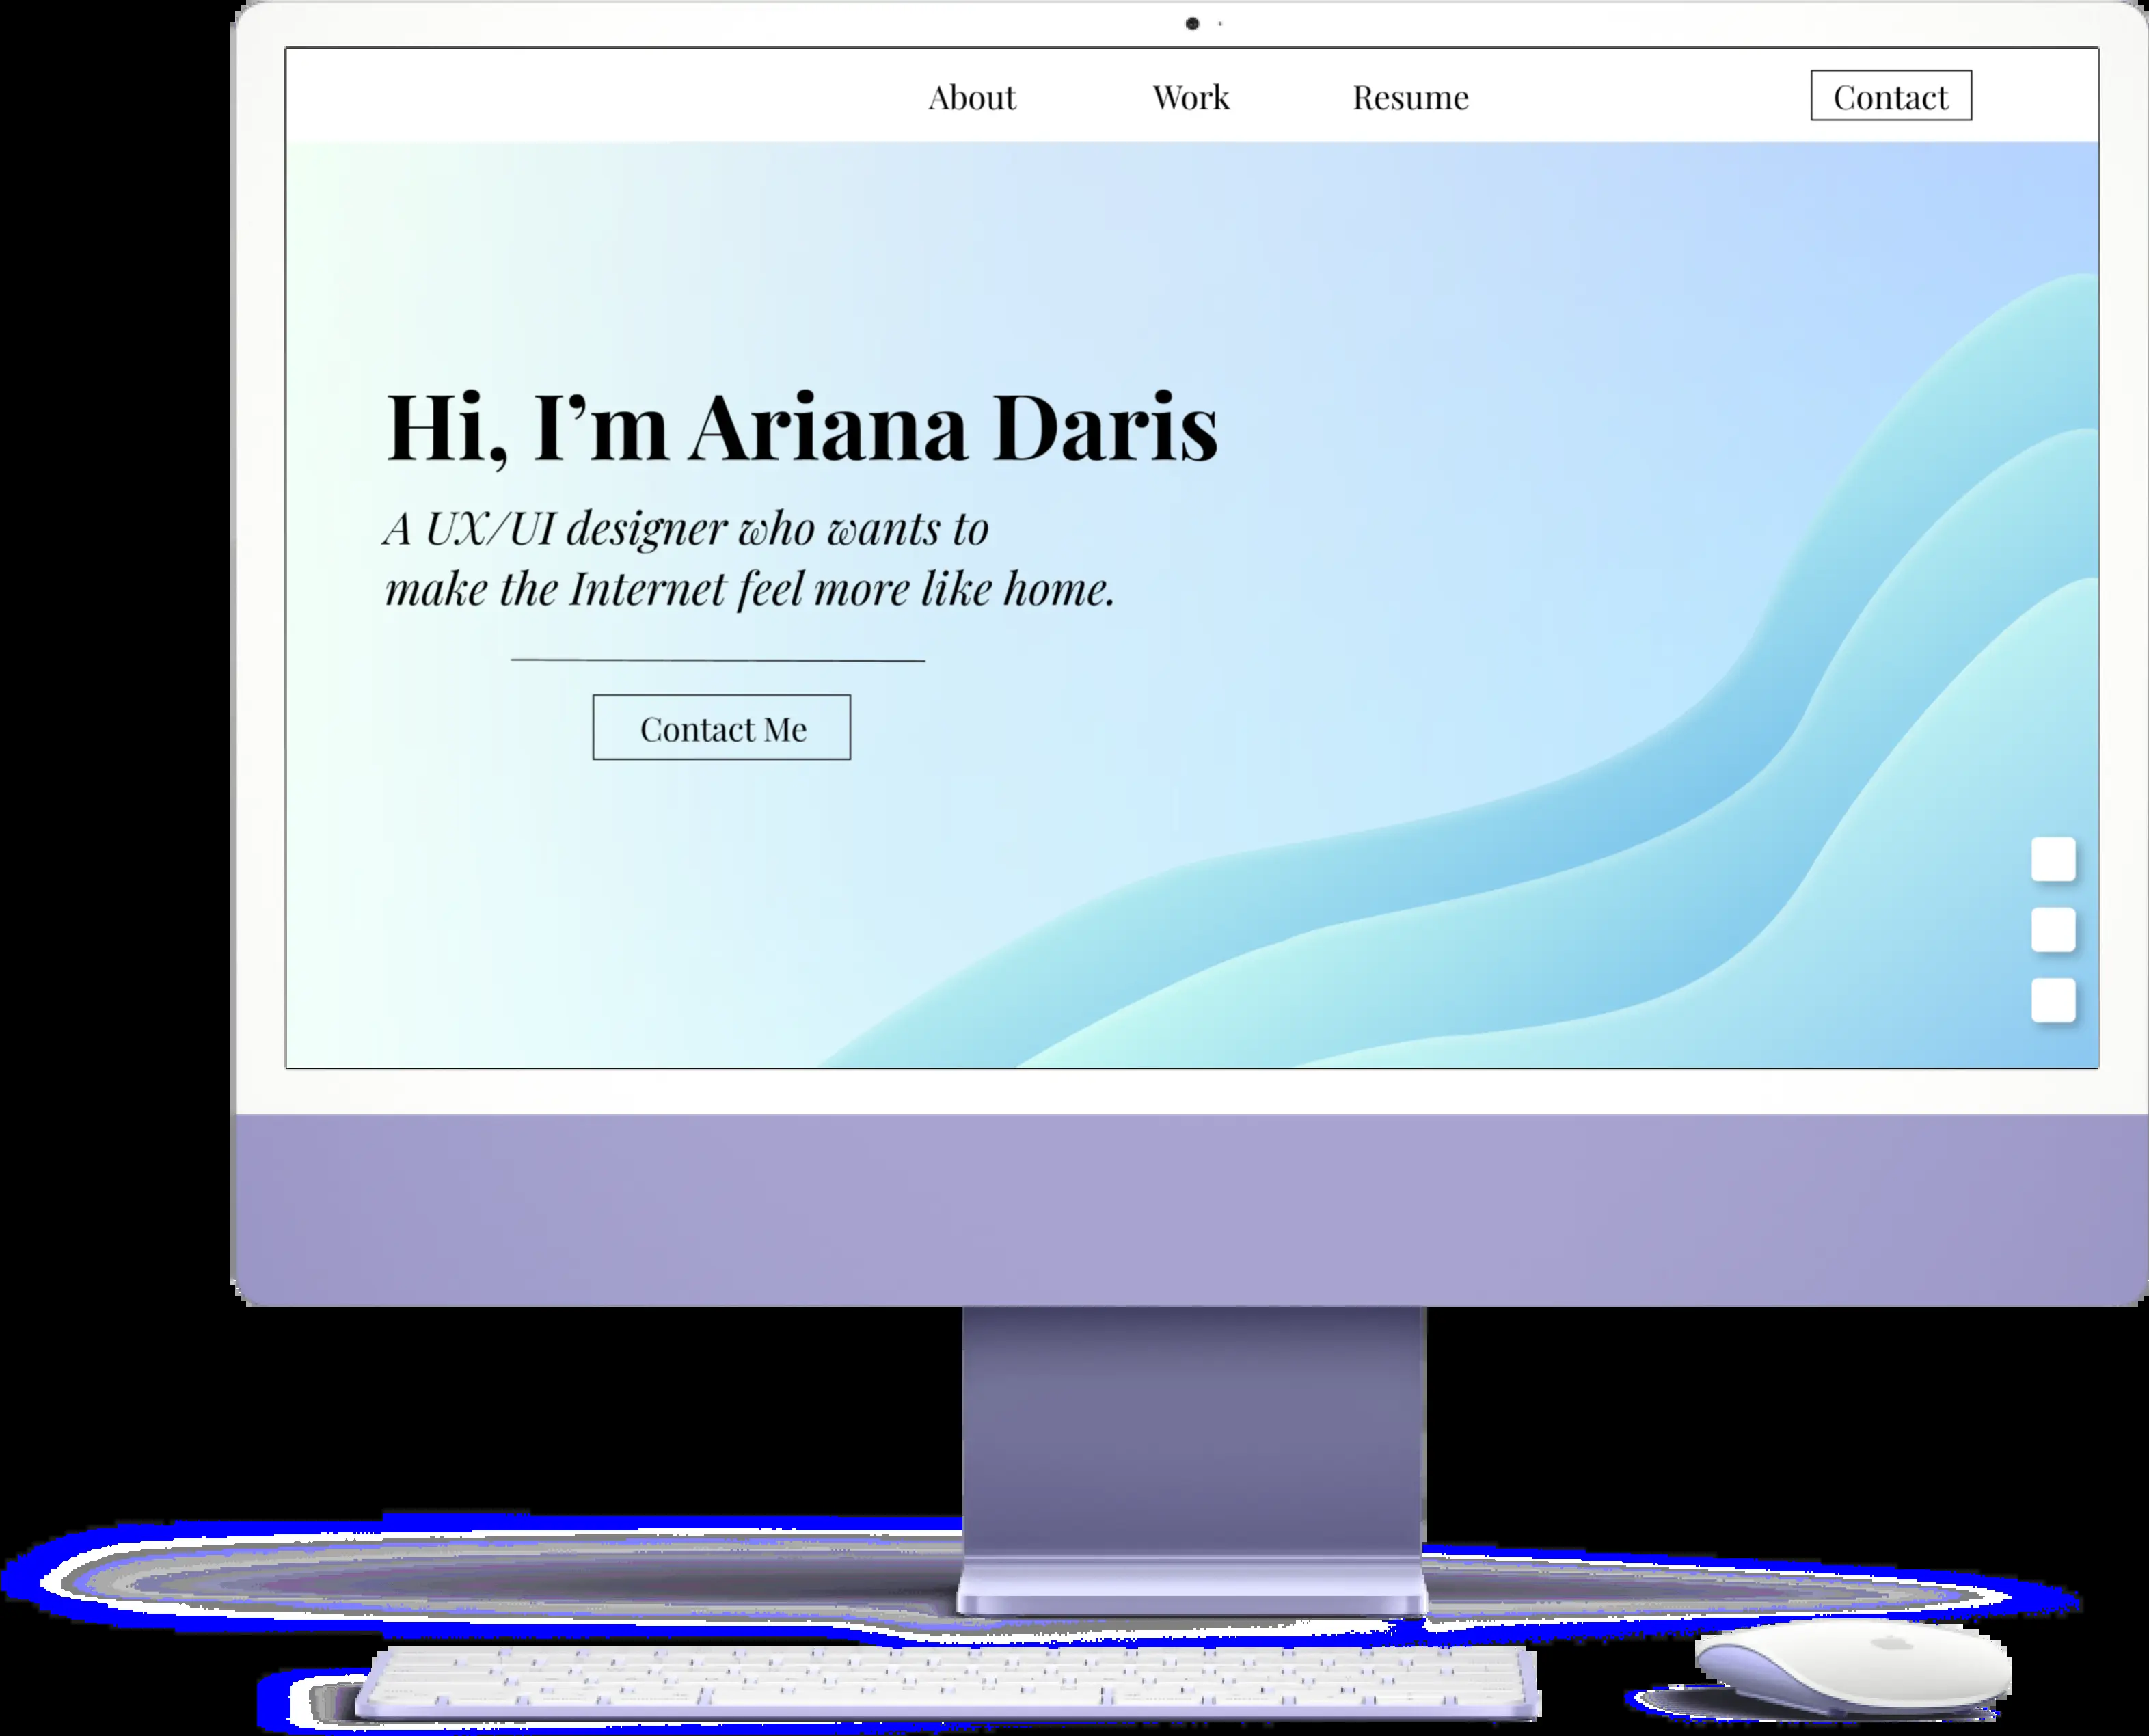 About Work Resume Contact
Hi, I’m Ariana Daris
A UX/UI designer who wants to
make the Internet feel more like home.
Contact Me